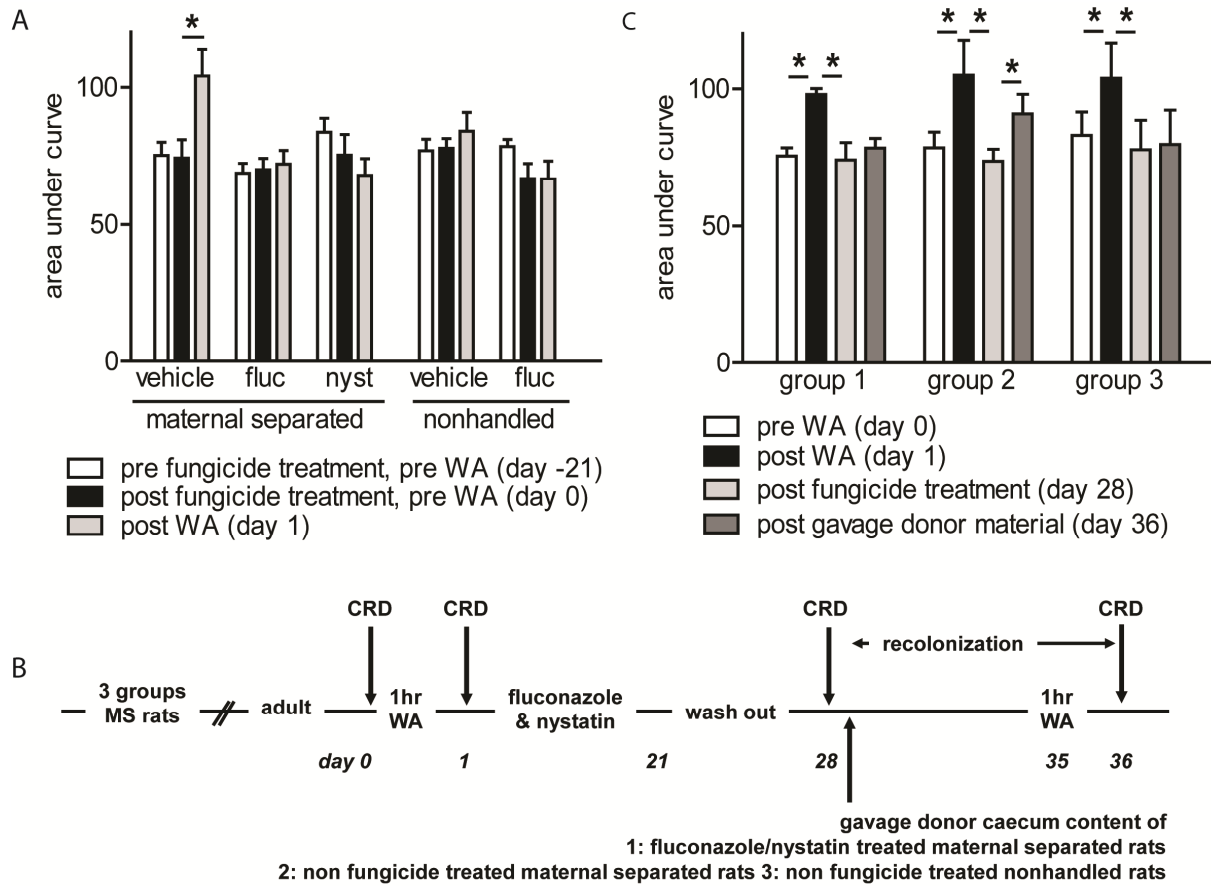 A
*
area under curve
100
50
0
vehicle fluc nyst vehicle fluc
maternal separated nonhandled
pre fungicide treatment, pre WA (day -21)
post fungicide treatment, pre WA (day 0)
post WA (day 1)
C
* * * * * * *
area under curve
100
50
0
group 1 group 2 group 3
pre WA (day 0)
post WA (day 1)
post fungicide treatment (day 28)
post gavage donor material (day 36)
B
CRD CRD CRD CRD
recolonization
3 groups
MS rats
adult
1hr
WA
fluconazole
& nystatin
wash out
1hr
WA
day 0 1 21 28 35 36
gavage donor caecum content of
1: fluconazole/nystatin treated maternal separated rats
2: non fungicide treated maternal separated rats 3: non fungicide treated nonhandled rats